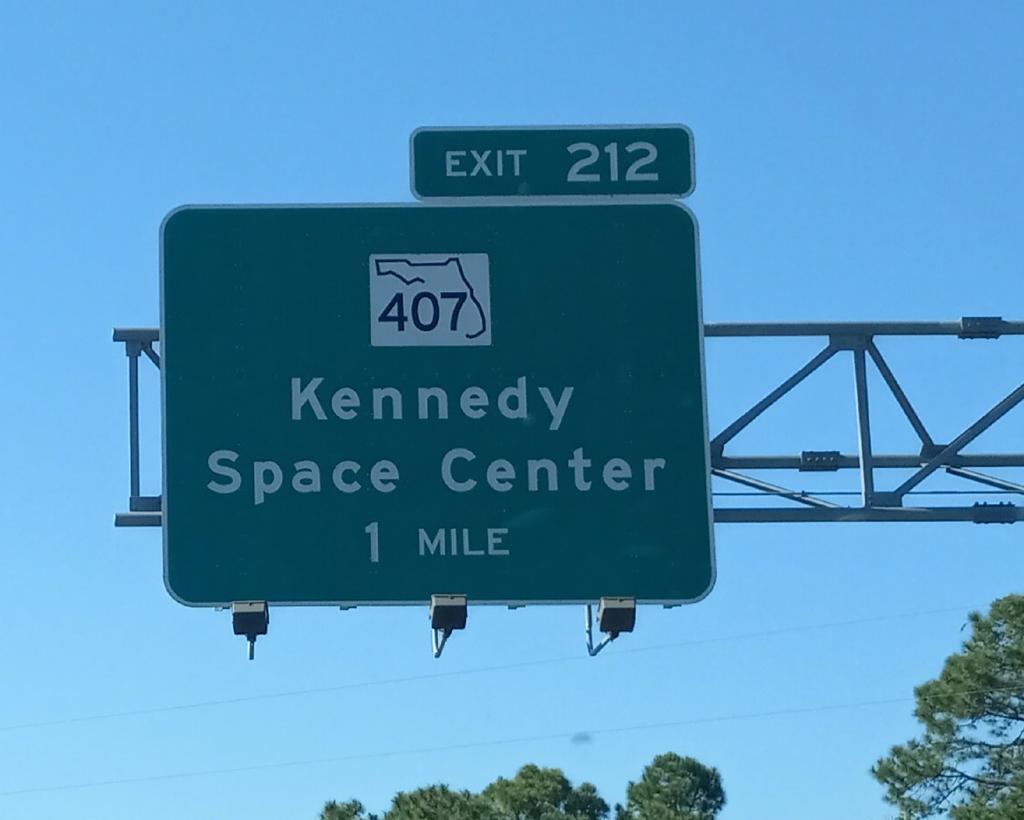 EXIT 212
407
Kennedy
Space Center
1 MILE